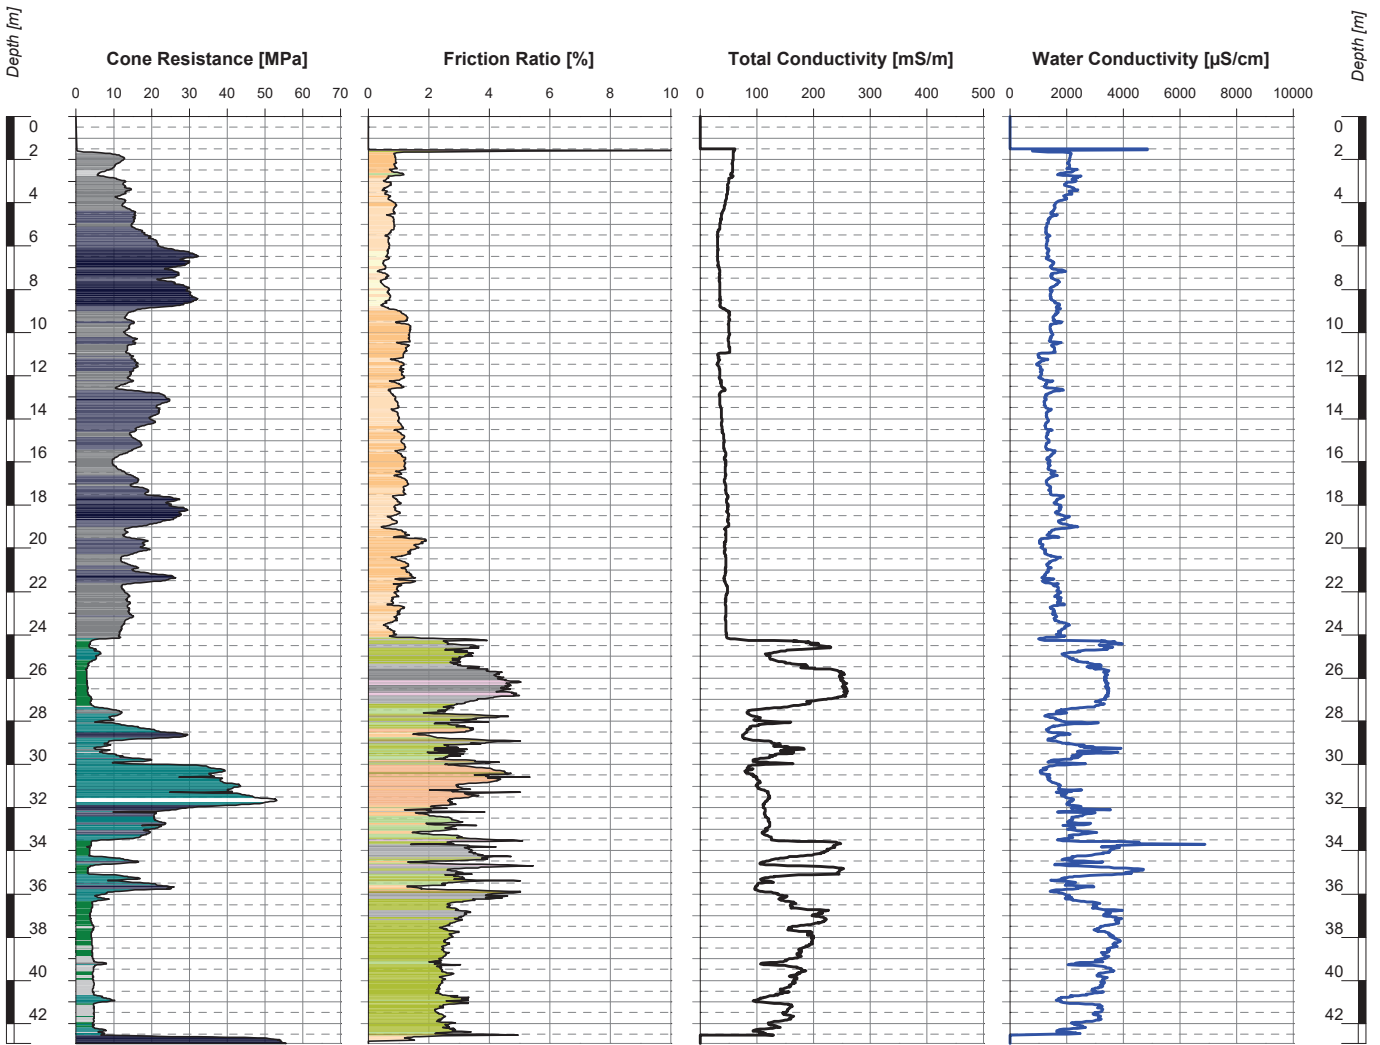 Depth [m]
Depth [m]
Cone Resistance [MPa]
Friction Ratio [%]
Total Conductivity [mS/m]
Water Conductivity [µS/cm]
0 10 20 30 40 50 60 70
0 2 4 6 8 10
0 100 200 300 400 500
0 2000 4000 6000 8000 10000
0 0
2 2
4 4
6 6
8 8
10 10
12 12
14 14
16 16
18 18
20 20
22 22
24 24
26 26
28 28
30 30
32 32
34 34
36 36
38 38
40 40
42 42